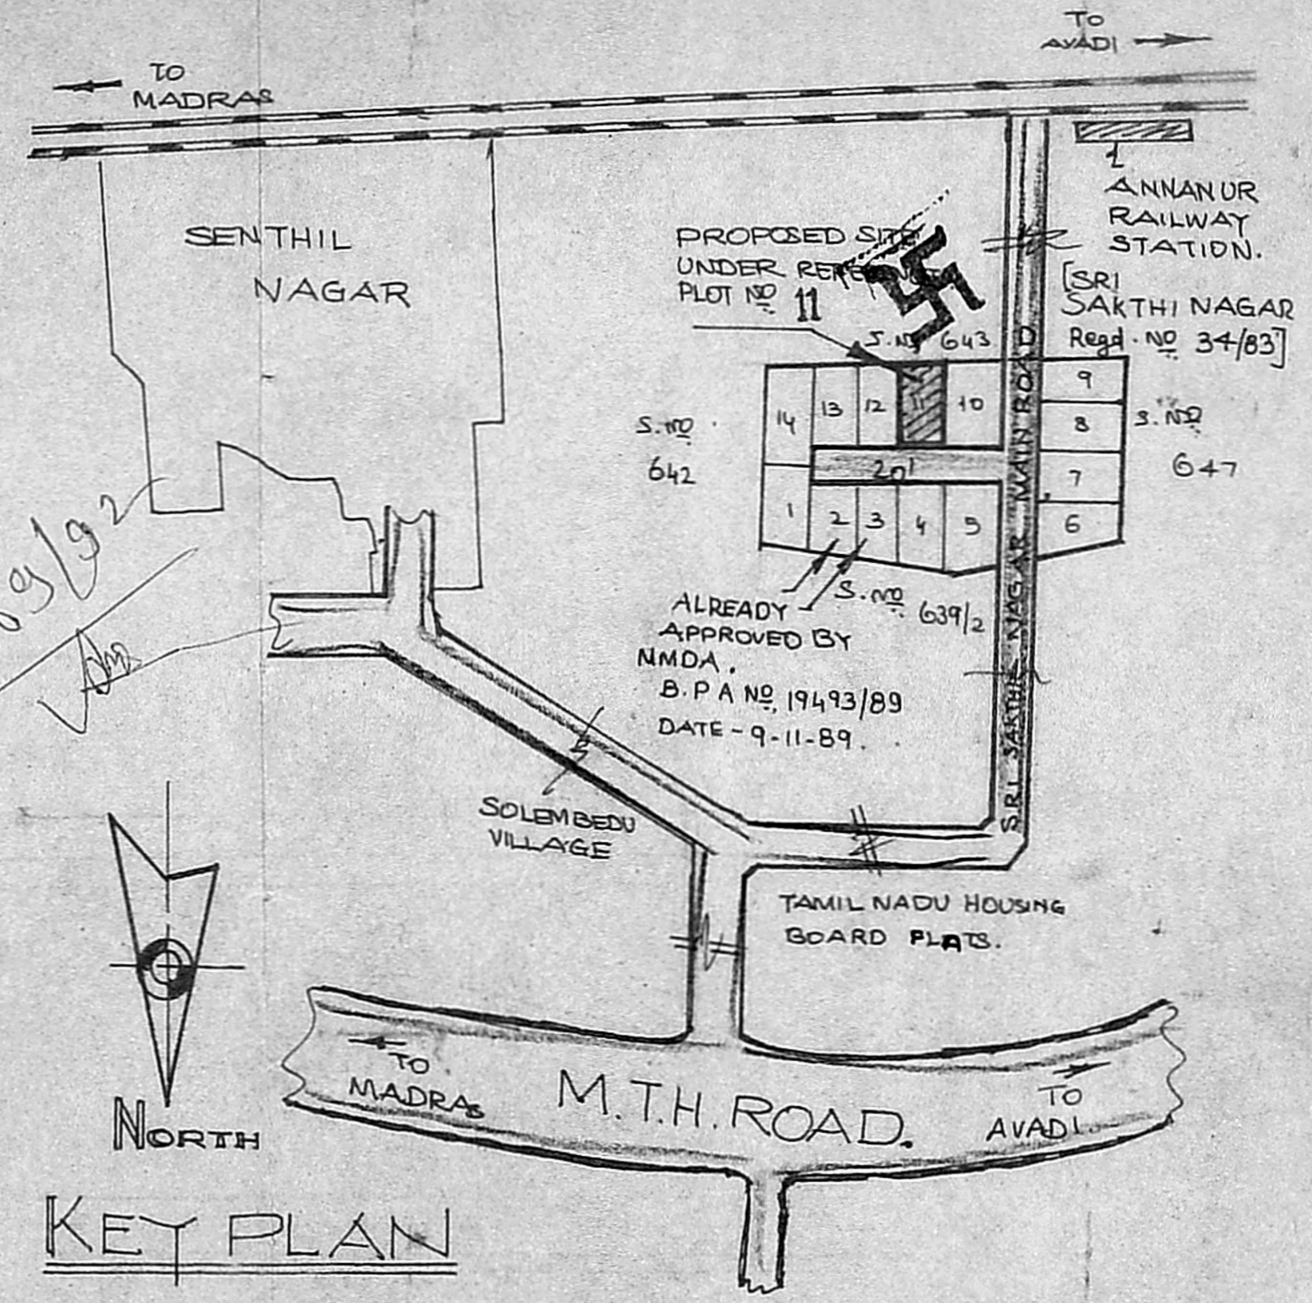 TO
AVADI
TO
MADRAS
SENTHIL
NAGAR
PROPOSED SITE
UNDER REFERENCE
PLOT NO 11
ANNANUR
RAILWAY
STATION.
[SRI
SAKTHI NAGAR
Regd. NO 34/83]
S.NO 643
14
13
12
11
10
9
8
7
6
S.NO
642
S.NO
647
20'
1
2
3
4
5
SRI SAKTHI NAGAR MAIN ROAD
S.NO 639/2
ALREADY
APPROVED BY
MMDA.
B.P A NO. 19493/89
DATE - 9-11-89.
SOLEMBEDU
VILLAGE
TAMIL NADU HOUSING
BOARD PLATS.
TO
MADRAS
M.T.H. ROAD.
TO
AVADI
NORTH
KEY PLAN